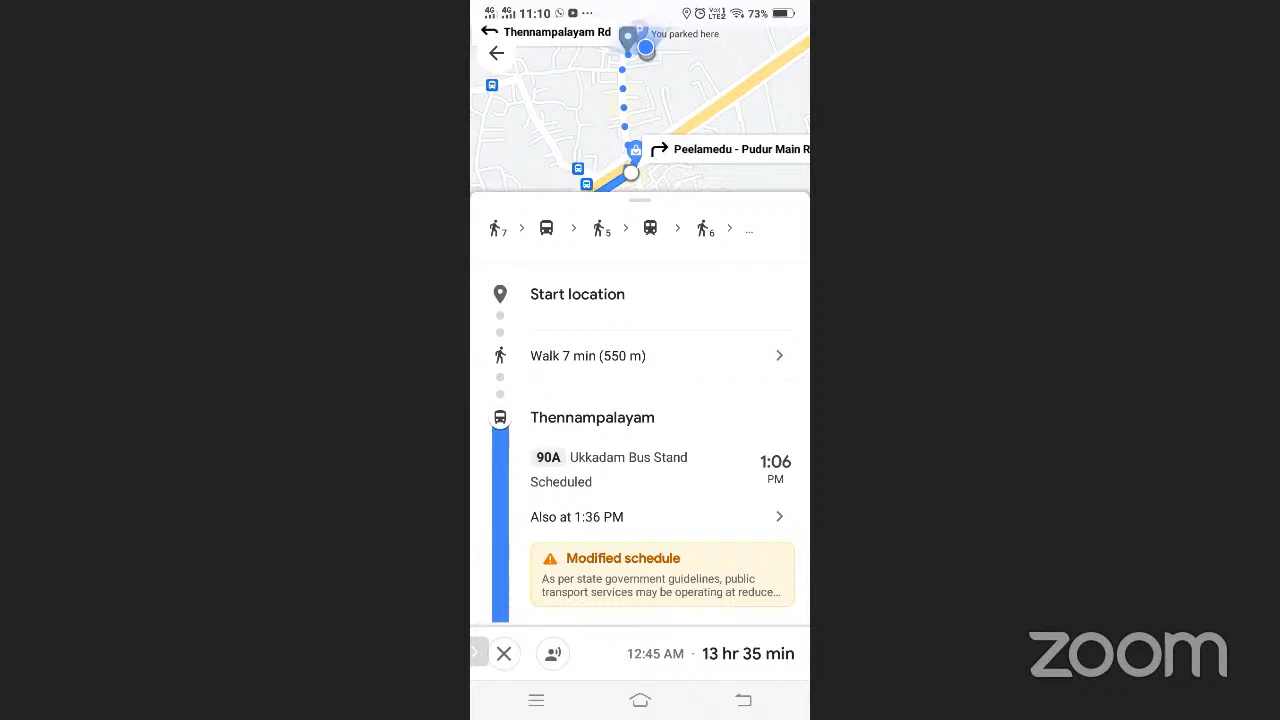 4G 4G 11:10 ... VoLTE2 73%
Thennampalayam Rd
P You parked here
Peelamedu - Pudur Main R
7 > > 5 > > 6 > ...
Start location
Walk 7 min (550 m)
Thennampalayam
90A Ukkadam Bus Stand
1:06
PM
Scheduled
Also at 1:36 PM
Modified schedule
As per state government guidelines, public
transport services may be operating at reduce...
12:45 AM · 13 hr 35 min
zoom